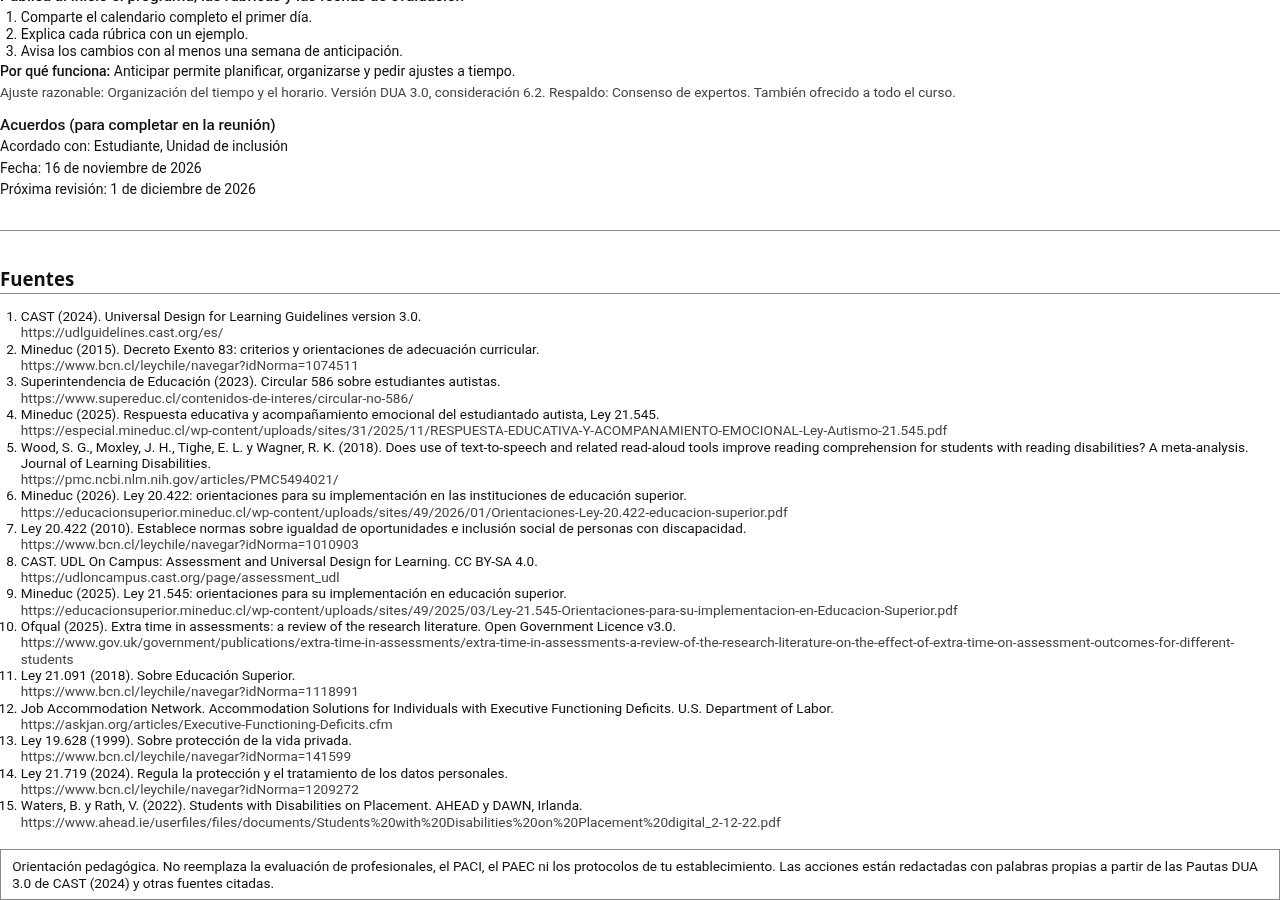 1. Comparte el calendario completo el primer día.
2. Explica cada rúbrica con un ejemplo.
3. Avisa los cambios con al menos una semana de anticipación.
Por qué funciona: Anticipar permite planificar, organizarse y pedir ajustes a tiempo.
Ajuste razonable: Organización del tiempo y el horario. Versión DUA 3.0, consideración 6.2. Respaldo: Consenso de expertos. También ofrecido a todo el curso.
Acuerdos (para completar en la reunión)
Acordado con: Estudiante, Unidad de inclusión
Fecha: 16 de noviembre de 2026
Próxima revisión: 1 de diciembre de 2026
Fuentes
1. CAST (2024). Universal Design for Learning Guidelines version 3.0.
https://udlguidelines.cast.org/es/
2. Mineduc (2015). Decreto Exento 83: criterios y orientaciones de adecuación curricular.
https://www.bcn.cl/leychile/navegar?idNorma=1074511
3. Superintendencia de Educación (2023). Circular 586 sobre estudiantes autistas.
https://www.supereduc.cl/contenidos-de-interes/circular-no-586/
4. Mineduc (2025). Respuesta educativa y acompañamiento emocional del estudiantado autista, Ley 21.545.
https://especial.mineduc.cl/wp-content/uploads/sites/31/2025/11/RESPUESTA-EDUCATIVA-Y-ACOMPANAMIENTO-EMOCIONAL-Ley-Autismo-21.545.pdf
5. Wood, S. G., Moxley, J. H., Tighe, E. L. y Wagner, R. K. (2018). Does use of text-to-speech and related read-aloud tools improve reading comprehension for students with reading disabilities? A meta-analysis.
Journal of Learning Disabilities.
https://pmc.ncbi.nlm.nih.gov/articles/PMC5494021/
6. Mineduc (2026). Ley 20.422: orientaciones para su implementación en las instituciones de educación superior.
https://educacionsuperior.mineduc.cl/wp-content/uploads/sites/49/2026/01/Orientaciones-Ley-20.422-educacion-superior.pdf
7. Ley 20.422 (2010). Establece normas sobre igualdad de oportunidades e inclusión social de personas con discapacidad.
https://www.bcn.cl/leychile/navegar?idNorma=1010903
8. CAST. UDL On Campus: Assessment and Universal Design for Learning. CC BY-SA 4.0.
https://udloncampus.cast.org/page/assessment_udl
9. Mineduc (2025). Ley 21.545: orientaciones para su implementación en educación superior.
https://educacionsuperior.mineduc.cl/wp-content/uploads/sites/49/2025/03/Ley-21.545-Orientaciones-para-su-implementacion-en-Educacion-Superior.pdf
10. Ofqual (2025). Extra time in assessments: a review of the research literature. Open Government Licence v3.0.
https://www.gov.uk/government/publications/extra-time-in-assessments/extra-time-in-assessments-a-review-of-the-research-literature-on-the-effect-of-extra-time-on-assessment-outcomes-for-different-
students
11. Ley 21.091 (2018). Sobre Educación Superior.
https://www.bcn.cl/leychile/navegar?idNorma=1118991
12. Job Accommodation Network. Accommodation Solutions for Individuals with Executive Functioning Deficits. U.S. Department of Labor.
https://askjan.org/articles/Executive-Functioning-Deficits.cfm
13. Ley 19.628 (1999). Sobre protección de la vida privada.
https://www.bcn.cl/leychile/navegar?idNorma=141599
14. Ley 21.719 (2024). Regula la protección y el tratamiento de los datos personales.
https://www.bcn.cl/leychile/navegar?idNorma=1209272
15. Waters, B. y Rath, V. (2022). Students with Disabilities on Placement. AHEAD y DAWN, Irlanda.
https://www.ahead.ie/userfiles/files/documents/Students%20with%20Disabilities%20on%20Placement%20digital_2-12-22.pdf
Orientación pedagógica. No reemplaza la evaluación de profesionales, el PACI, el PAEC ni los protocolos de tu establecimiento. Las acciones están redactadas con palabras propias a partir de las Pautas DUA
3.0 de CAST (2024) y otras fuentes citadas.